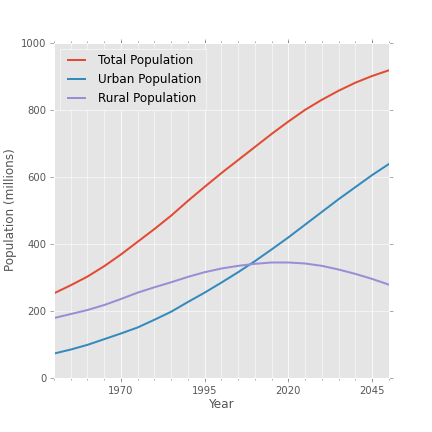 1000
800
600
400
200
0
Total Population
Urban Population
Rural Population
Population (millions)
1970
1995
2020
2045
Year